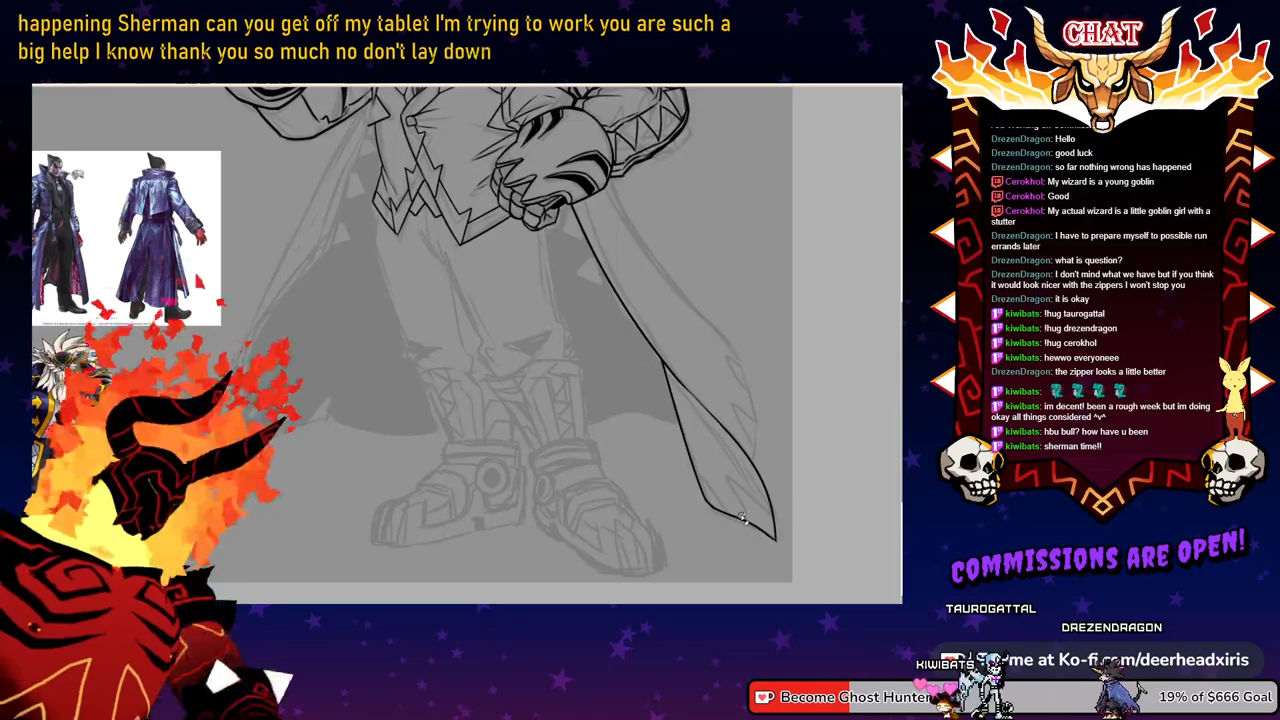 happening Sherman can you get off my tablet I'm trying to work you are such a
big help I know thank you so much no don't lay down
CHAT
DrezenDragon: Hello
DrezenDragon: good luck
DrezenDragon: so far nothing wrong has happened
Cerokhol: My wizard is a young goblin
Cerokhol: Good
Cerokhol: My actual wizard is a little goblin girl with a
stutter
DrezenDragon: I have to prepare myself to possible run
errands later
DrezenDragon: what is question?
DrezenDragon: I don't mind what we have but if you think
it would look nicer with the zippers I won't stop you
DrezenDragon: it is okay
kiwibats: !hug taurogattal
kiwibats: !hug drezendragon
kiwibats: !hug cerokhol
kiwibats: hewwo everyoneee
DrezenDragon: the zipper looks a little better
kiwibats:
kiwibats: im decent! been a rough week but im doing
okay all things considered ^v^
kiwibats: hbu bull? how have u been
kiwibats: sherman time!!
COMMISSIONS ARE OPEN!
TAUROGATTAL
DREZENDRAGON
me at Ko-fi.com/deerheadxiris
KIWIBATS
Become Ghost Hunter
19% of $666 Goal